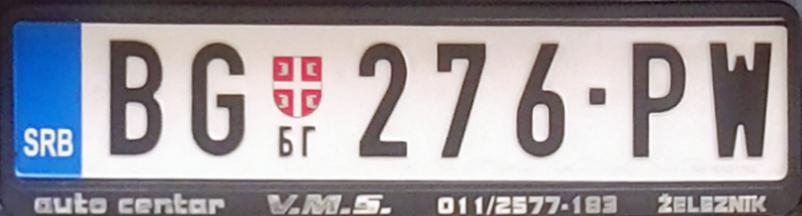 SRB BG 276·PW
БГ
auto centar V.M.S. 011/2577-183 ŽELEZNIK